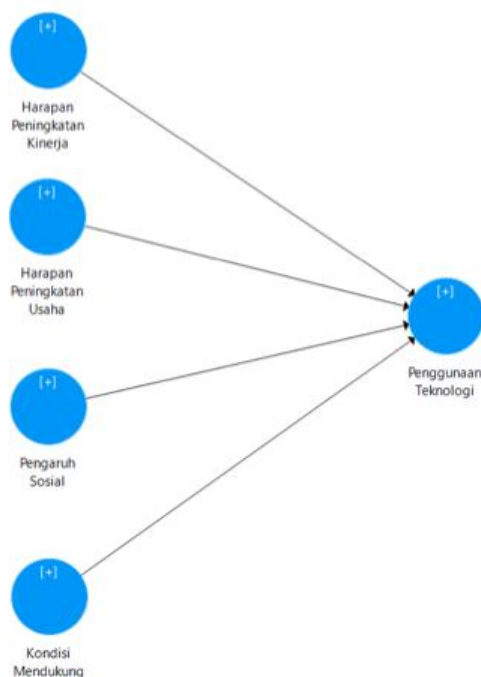 [+]
Harapan
Peningkatan
Kinerja
[+]
Harapan
Peningkatan
Usaha
[+]
Penggunaan
Teknologi
[+]
Pengaruh
Sosial
[+]
Kondisi
Mendukung